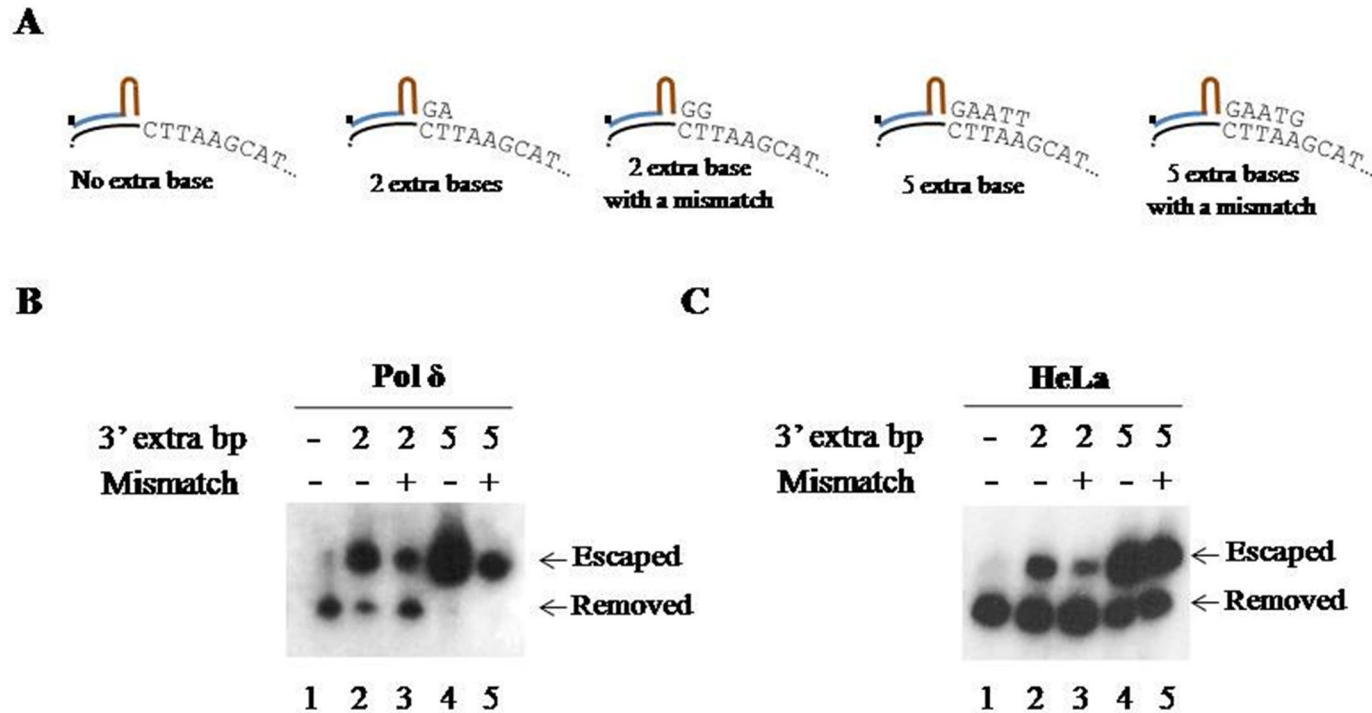 A
GA
GG
GAATT
GAATG
CTTAAGCAT... CTTAAGCAT... CTTAAGCAT... CTTAAGCAT... CTTAAGCAT...
No extra base
2 extra bases
2 extra base
with a mismatch
5 extra base
5 extra bases
with a mismatch
B
Pol δ
3' extra bp - 2 2 5 5
Mismatch - - + - +
←Escaped
←Removed
1 2 3 4 5
C
HeLa
3' extra bp - 2 2 5 5
Mismatch - - + - +
←Escaped
←Removed
1 2 3 4 5